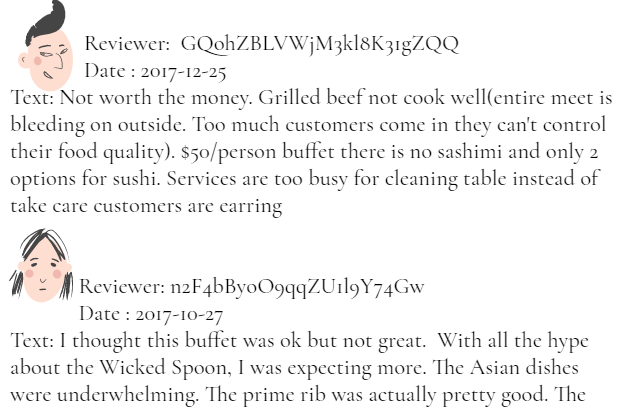 Reviewer:  GQohZBLVWjM3kl8K31gZQQ
Date : 2017-12-25
Text: Not worth the money. Grilled beef not cook well(entire meet is
bleeding on outside. Too much customers come in they can't control
their food quality). $50/person buffet there is no sashimi and only 2
options for sushi. Services are too busy for cleaning table instead of
take care customers are earring
Reviewer: n2F4bByoO9qqZU1l9Y74Gw
Date : 2017-10-27
Text: I thought this buffet was ok but not great.  With all the hype
about the Wicked Spoon, I was expecting more. The Asian dishes
were underwhelming. The prime rib was actually pretty good. The